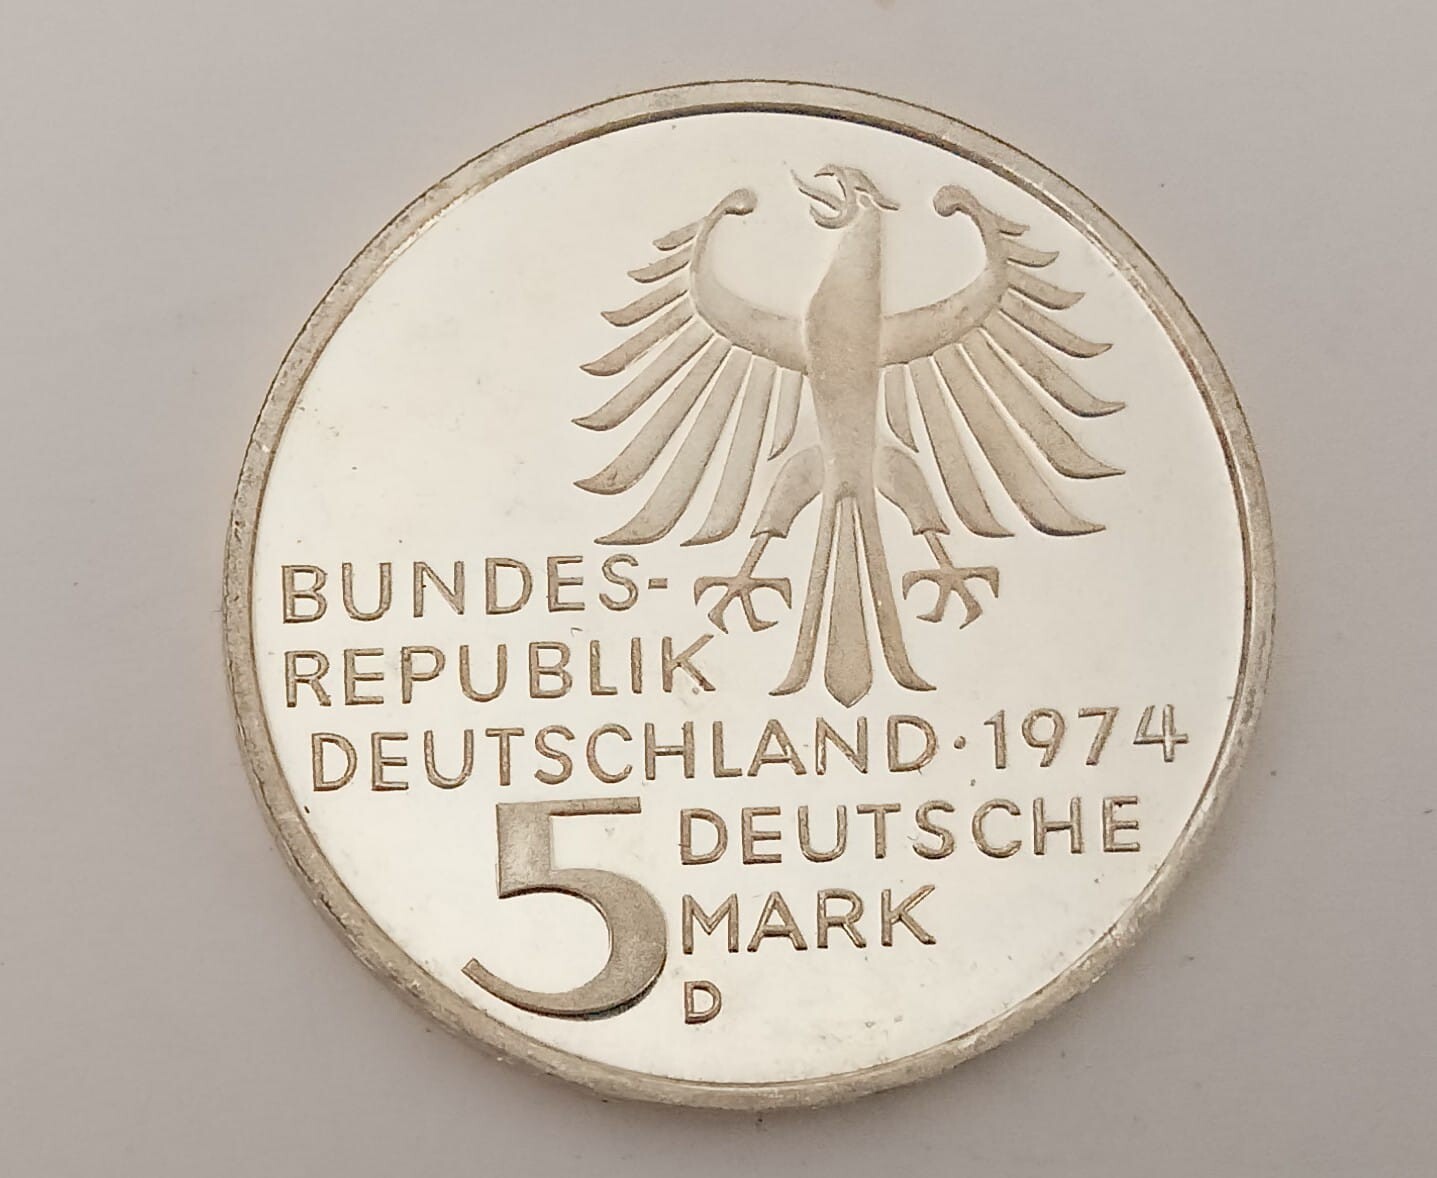 BUNDES-
REPUBLIK
DEUTSCHLAND · 1974
5 DEUTSCHE
MARK
D